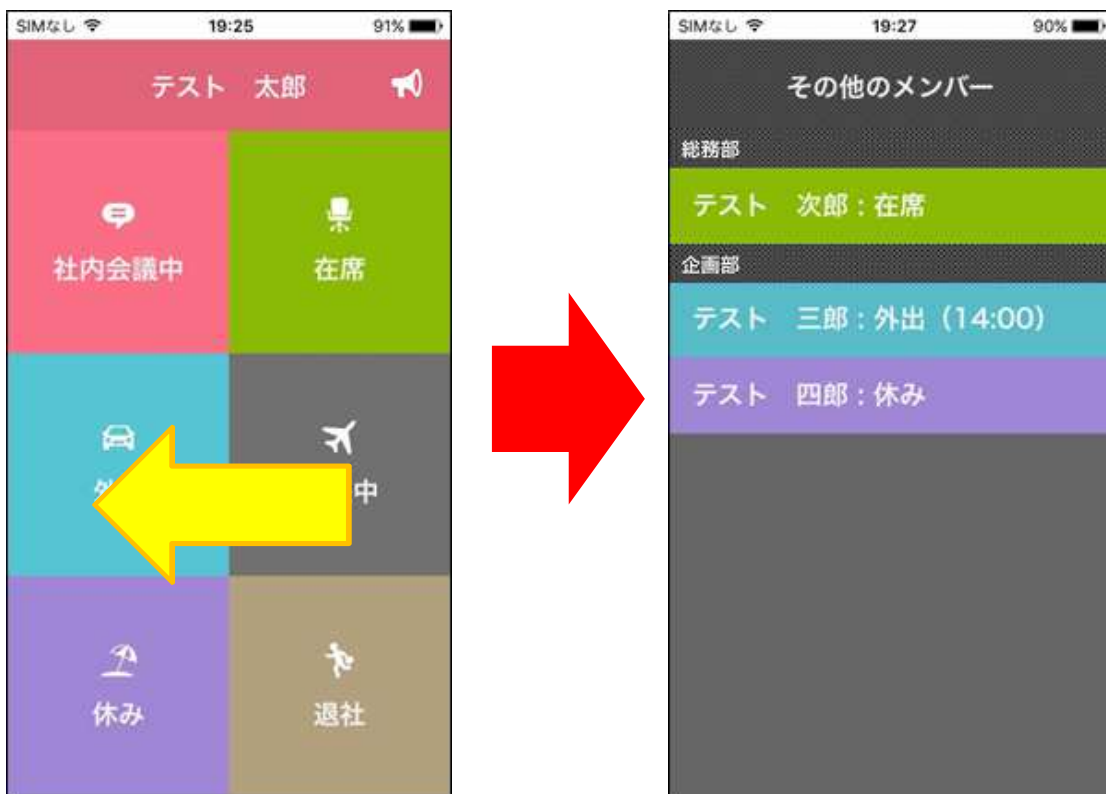 SIMなし 19:25 91%
テスト 太郎
社内会議中 在席
中
休み 退社
SIMなし 19:27 90%
その他のメンバー
総務部
テスト 次郎：在席
企画部
テスト 三郎：外出（14:00）
テスト 四郎：休み